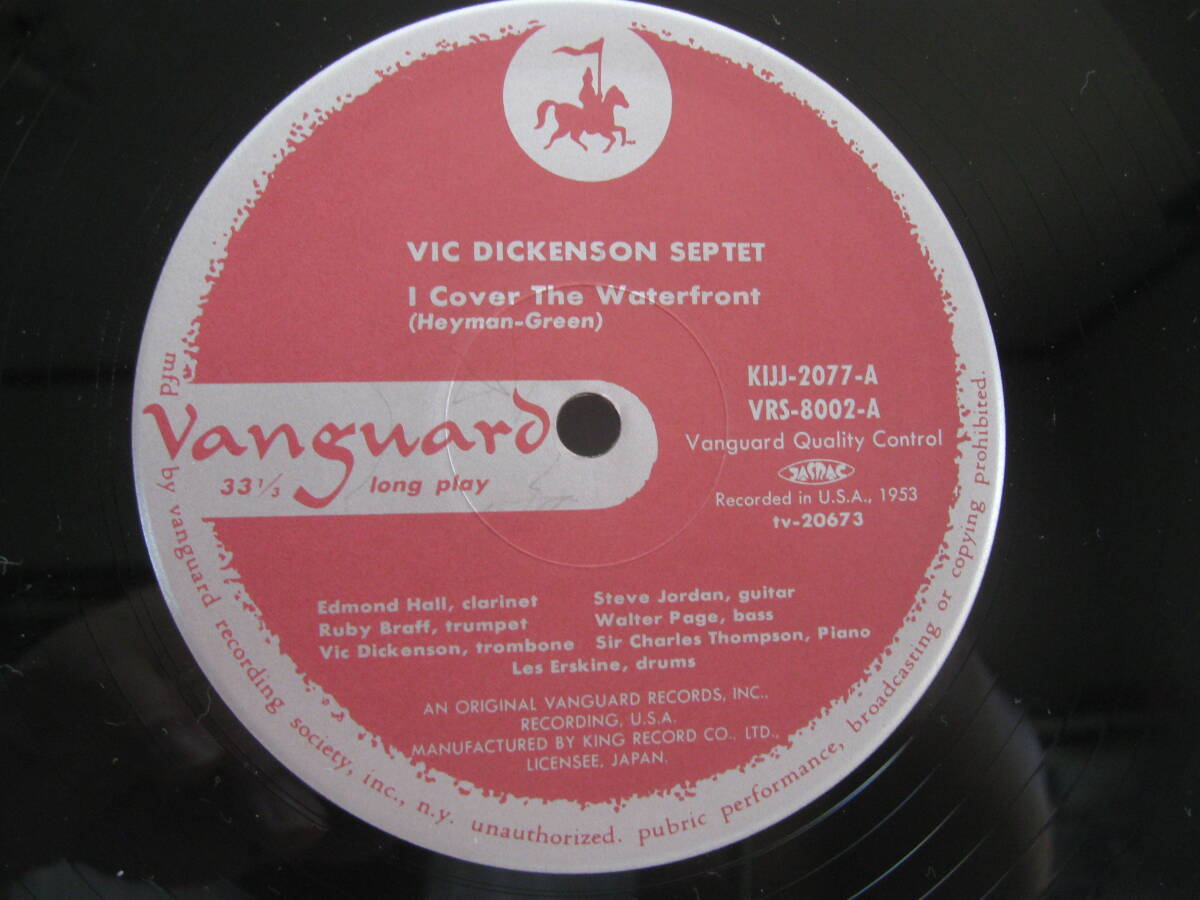 VIC DICKENSON SEPTET
I Cover The Waterfront
(Heyman-Green)
KIJJ-2077-A
VRS-8002-A
Vanguard Quality Control
JASRAC
Recorded in U.S.A., 1953
tv-20673
Vanguard
33 1/3 long play
Edmond Hall, clarinet Steve Jordan, guitar
Ruby Braff, trumpet Walter Page, bass
Vic Dickenson, trombone Sir Charles Thompson, Piano
Les Erskine, drums
AN ORIGINAL VANGUARD RECORDS, INC..
RECORDING, U.S.A.
MANUFACTURED BY KING RECORD CO., LTD.,
LICENSEE, JAPAN.
mfd by vanguard recording society, inc., n.y. unauthorized. pubric performance, broadcasting or copying prohibited.